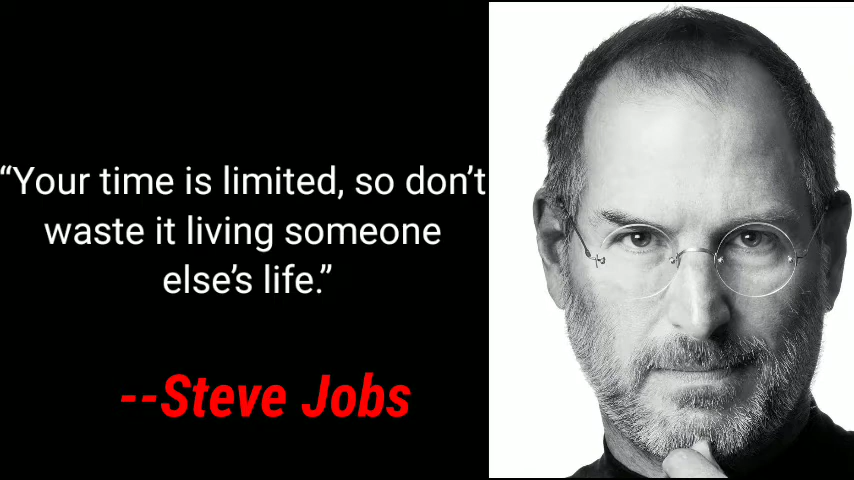 “Your time is limited, so don’t
waste it living someone
else’s life.”
--Steve Jobs